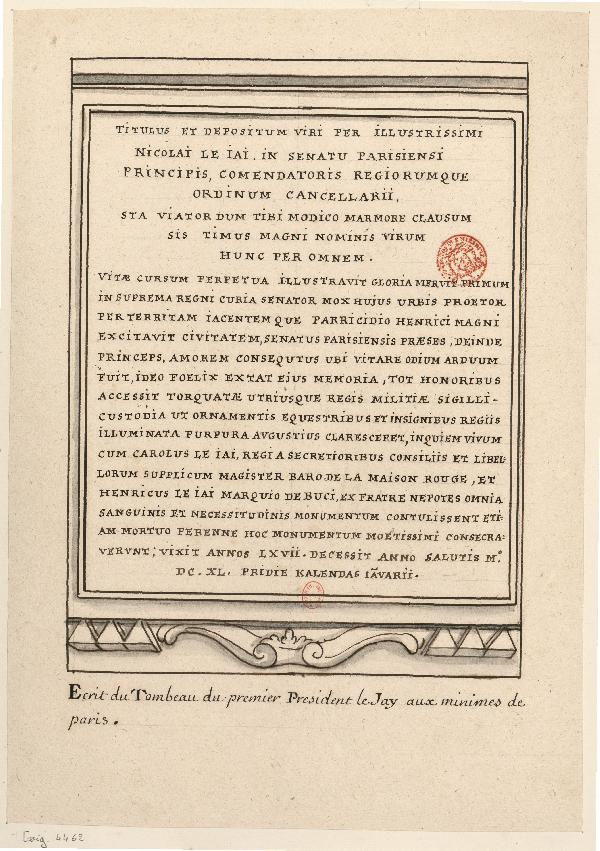 TITULUS ET DEPOSITUM VIRI PER ILLUSTRISSIMI
NICOLAI LE IAI. IN SENATU PARISIENSI
PRINCIPIS, COMENDATORIS REGIORUMQUE
ORDINUM CANCELLARII,
STA VIATOR DUM TIBI MODICO MARMORE CLAUSUM
SIS TIMUS MAGNI NOMINIS VIRUM
HUNC PER OMNEM.
VITÆ CURSUM PERPETUA ILLUSTRAVIT GLORIA MERVIT PRIMUM
IN SUPREMA REGNI CURIA SENATOR MOX HUJUS URBIS PROETOR
PERTERRITAM IACENTEMQUE PARRICIDIO HENRICI MAGNI
EXCITAVIT CIVITATEM, SENATUS PARISIENSIS PRÆSES, DEINDE
PRINCEPS, AMOREM CONSEQUTUS UBI VITARE ODIUM ARDUUM
FUIT, IDEO FOELIX EXTAT EJUS MEMORIA, TOT HONORIBUS
ACCESSIT TORQUATÆ UTRIUSQUE REGIS MILITIÆ SIGILLI-
CUSTODIA UT ORNAMENTIS EQUESTRIBUS ET INSIGNIBUS REGIIS
ILLUMINATA PURPURA AVGUSTIUS CLARESCERET, INQUIEM VIVUM
CUM CAROLUS LE IAI, REGI A SECRETIORIBUS CONSILIIS ET LIBEL-
LORUM SUPPLICUM MAGISTER BARO DE LA MAISON ROUGE, ET
HENRICUS LE IAI MARQUIO DE BUCI, EX FRATRE NEPOTES OMNIA
SANGUINIS ET NECESSITUDINIS MONUMENTUM CONTULISSENT ETI-
AM MORTUO PERENNE HOC MONUMENTUM MOETISSIMI CONSECRA-
VERVNT; VIXIT ANNOS LXVII. DECESSIT ANNO SALUTIS M.°
DC. XL. PRIDIE KALENDAS IĀVARII.
Ecrit du Tombeau du premier President le Jay aux minimes de
paris.
4462